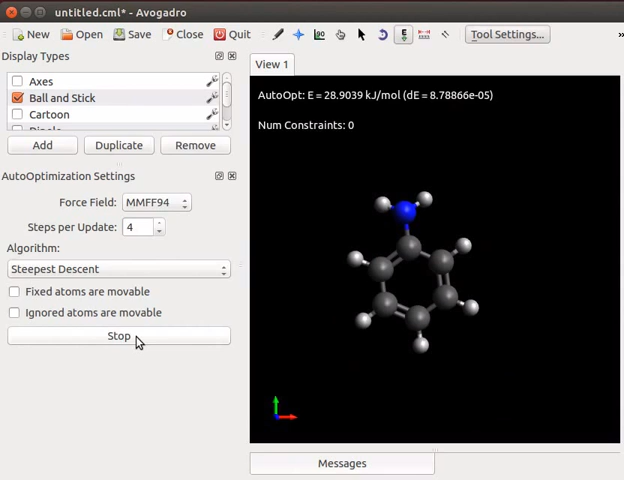 untitled.cml* - Avogadro
New Open Save Close Quit E Tool Settings... »
Display Types
Axes
Ball and Stick
Cartoon
Add Duplicate Remove
AutoOptimization Settings
Force Field: MMFF94
Steps per Update: 4
Algorithm:
Steepest Descent
Fixed atoms are movable
Ignored atoms are movable
Stop
View 1
AutoOpt: E = 28.9039 kJ/mol (dE = 8.78866e-05)
Num Constraints: 0
Messages